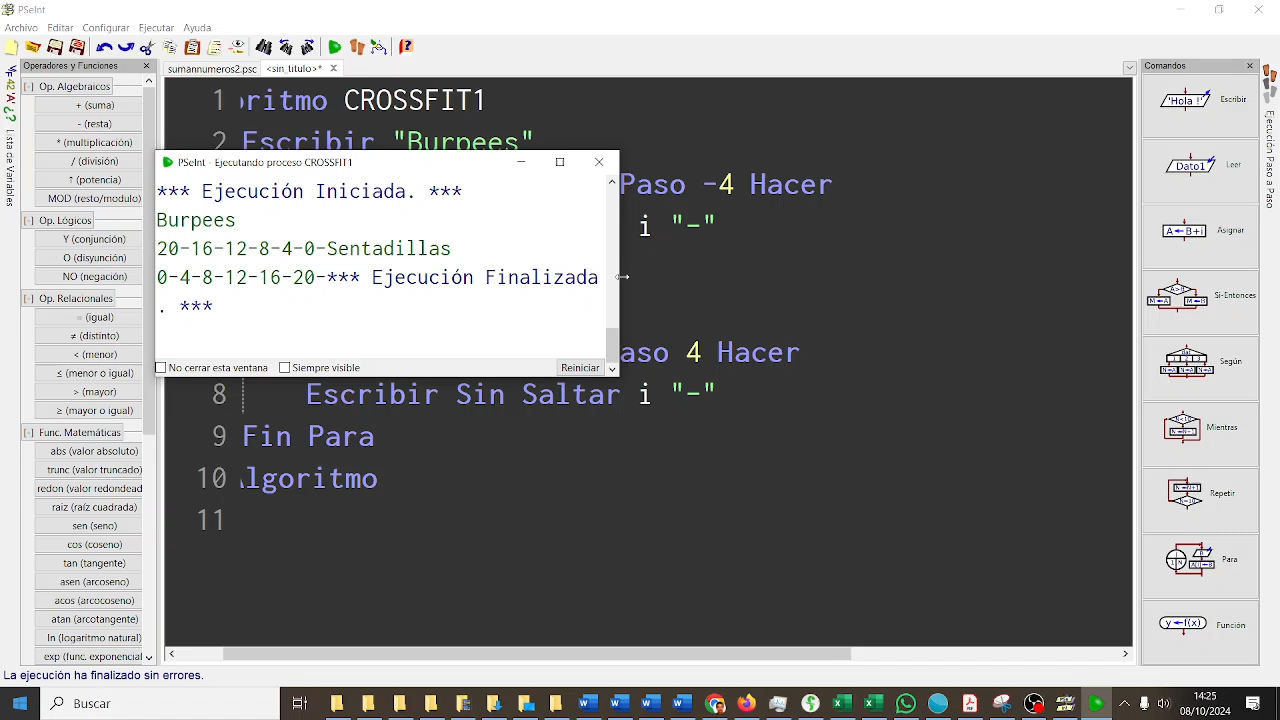 PSeInt
Archivo Editar Configurar Ejecutar Ayuda
Operadores y Funciones
sumannumeros2.psc <sin_titulo>*
Comandos
Lista de Variables
Op. Algebraicos
+ (suma)
- (resta)
* (multiplicación)
/ (división)
↑ (potencia)
MOD (resto/modulo)
Op. Lógicos
Y (conjunción)
O (disyunción)
NO (negación)
Op. Relacionales
= (igual)
≠ (distinto)
< (menor)
≤ (menor o igual)
> (mayor)
≥ (mayor o igual)
Func. Matemáticas
abs (valor absoluto)
trunc (valor truncado)
redon (valor redondead
raiz (raíz cuadrada)
sen (seno)
cos (coseno)
tan (tangente)
asen (arcoseno)
acos (arcocoseno)
atan (arcotangente)
ln (logaritmo natural)
exp (func. exponencial
1 ritmo CROSSFIT1
2 Escribir "Burpees"
Paso -4 Hacer
i "-"
aso 4 Hacer
8 Escribir Sin Saltar i "-"
9 Fin Para
10 lgoritmo
11
PSeInt - Ejecutando proceso CROSSFIT1
*** Ejecución Iniciada. ***
Burpees
20-16-12-8-4-0-Sentadillas
0-4-8-12-16-20-*** Ejecución Finalizada
. ***
No cerrar esta ventana Siempre visible Reiniciar
'Hola !' Escribir
Dato1 Leer
A←B+i Asignar
Si-Entonces
Según
Mientras
Repetir
Para
y←f(x) Función
Ejecución Paso a Paso
La ejecución ha finalizado sin errores.
Buscar
14:25
08/10/2024